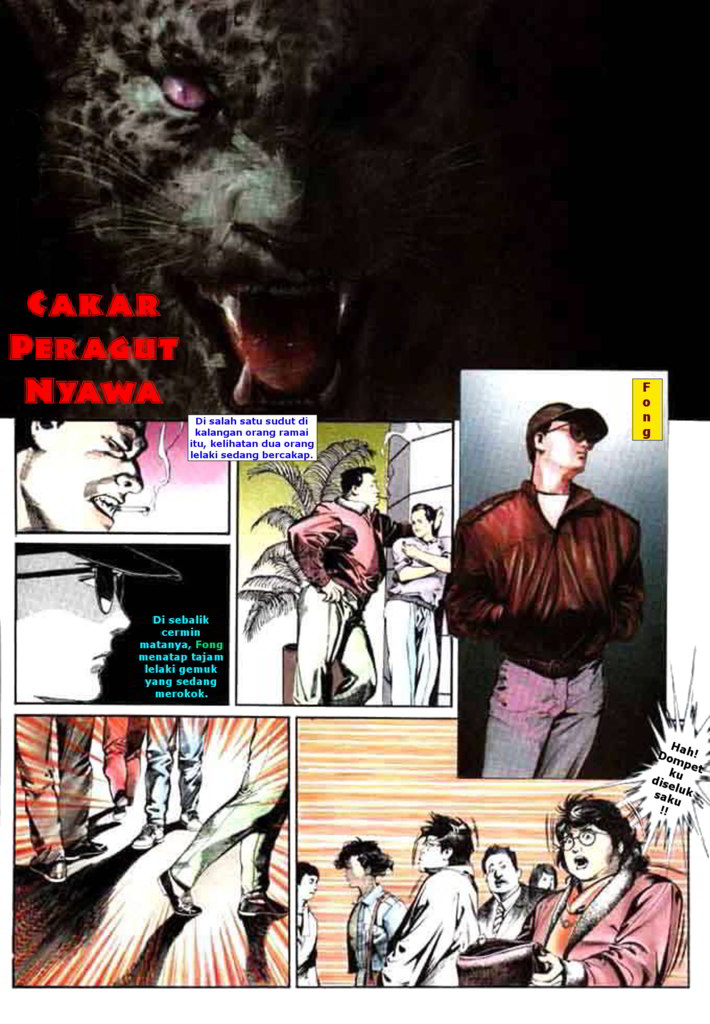 CAKAR
PERAGUT
NYAWA
Di salah satu sudut di
kalangan orang ramai
itu, kelihatan dua orang
lelaki sedang bercakap.
F
o
n
g
Di sebalik
cermin
matanya, Fong
menatap tajam
lelaki gemuk
yang sedang
merokok.
Hah!
Dompet
ku
diseluk
saku
!!